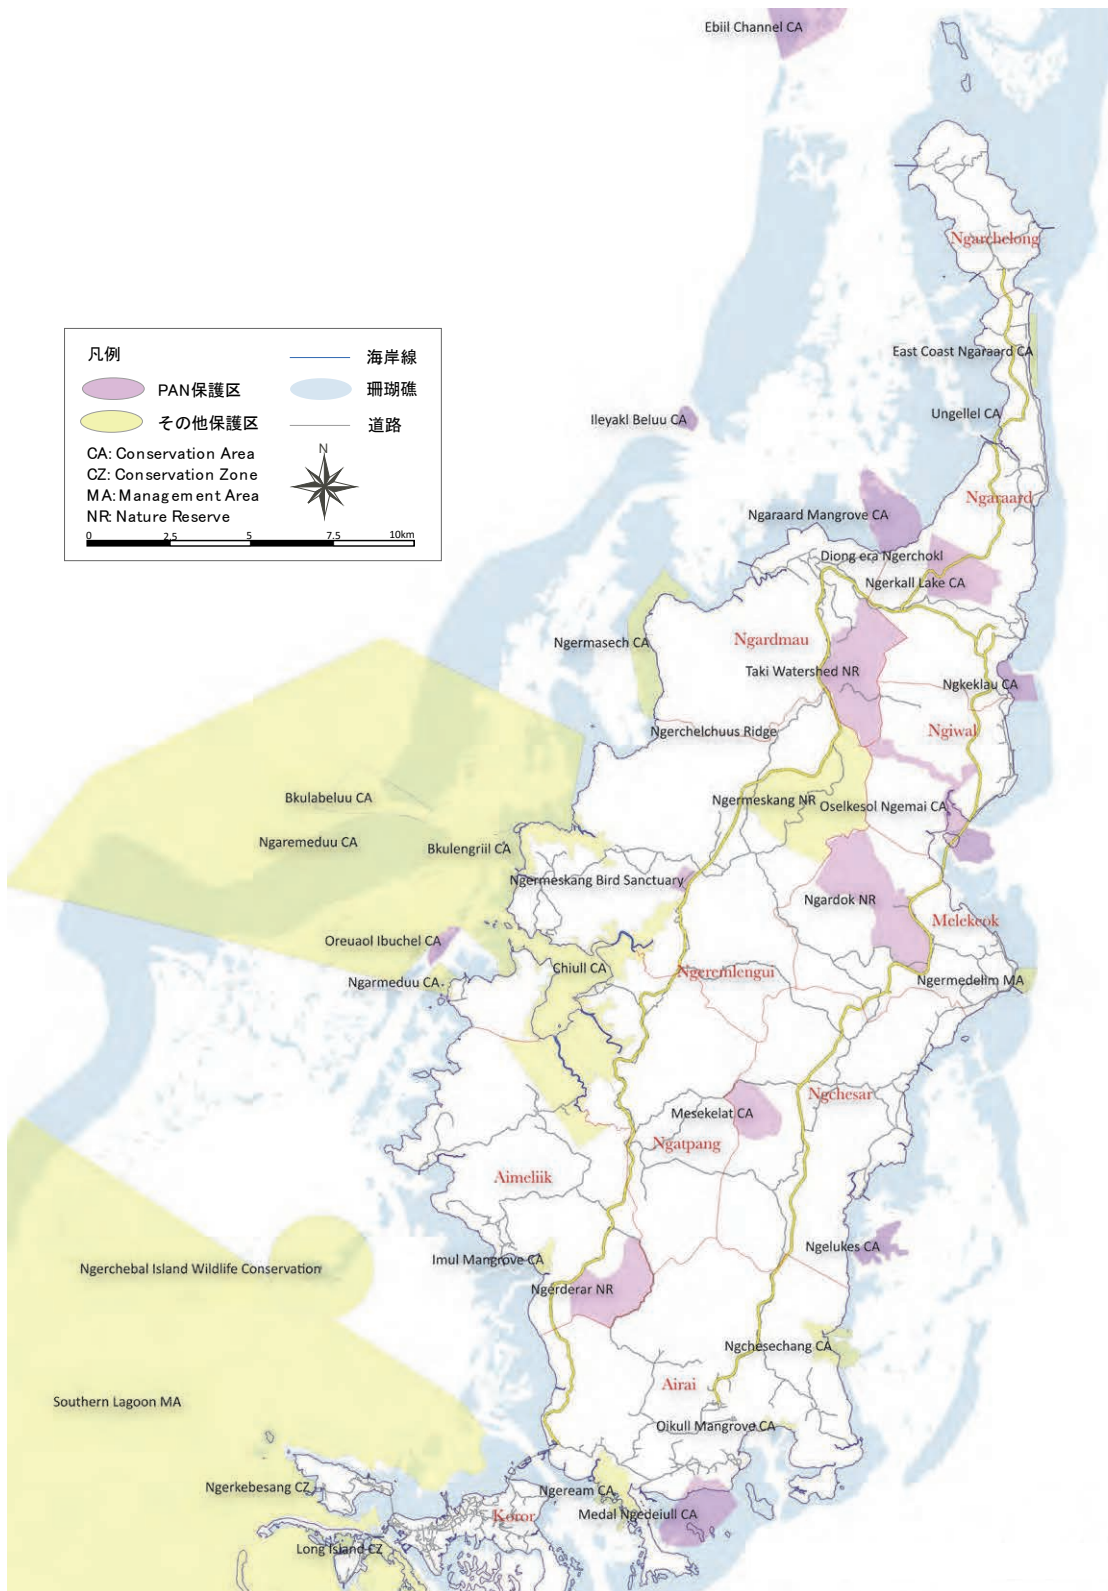 Ebiil Channel CA
Ngarchelong
凡例
海岸線
PAN保護区
珊瑚礁
その他保護区
道路
CA: Conservation Area
CZ: Conservation Zone
MA: Management Area
NR: Nature Reserve
N
0 2.5 5 7.5 10km
East Coast Ngaraard CA
Ileyakl Beluu CA
Ungellel CA
Ngaraard
Ngaraard Mangrove CA
Diong era Ngerchokl
Ngerkall Lake CA
Ngermasech CA
Ngardmau
Taki Watershed NR
Ngkeklau CA
Ngerchelchuus Ridge
Ngiwal
Bkulabeluu CA
Ngermeskang NR
Oselkesol Ngemai CA
Ngaremeduu CA
Bkulengriil CA
Ngermeskang Bird Sanctuary
Ngardok NR
Melekeok
Oreuaol Ibuchel CA
Chiull CA
Ngeremlengui
Ngarmeduu CA
Ngermedelim MA
Ngchesar
Mesekelat CA
Ngatpang
Aimeliik
Ngelukes CA
Imul Mangrove CA
Ngerchebal Island Wildlife Conservation
Ngerderar NR
Ngchesechang CA
Airai
Southern Lagoon MA
Oikull Mangrove CA
Ngerkebesang CZ
Ngeream CA
Koror
Medal Ngedeiull CA
Long Island CZ